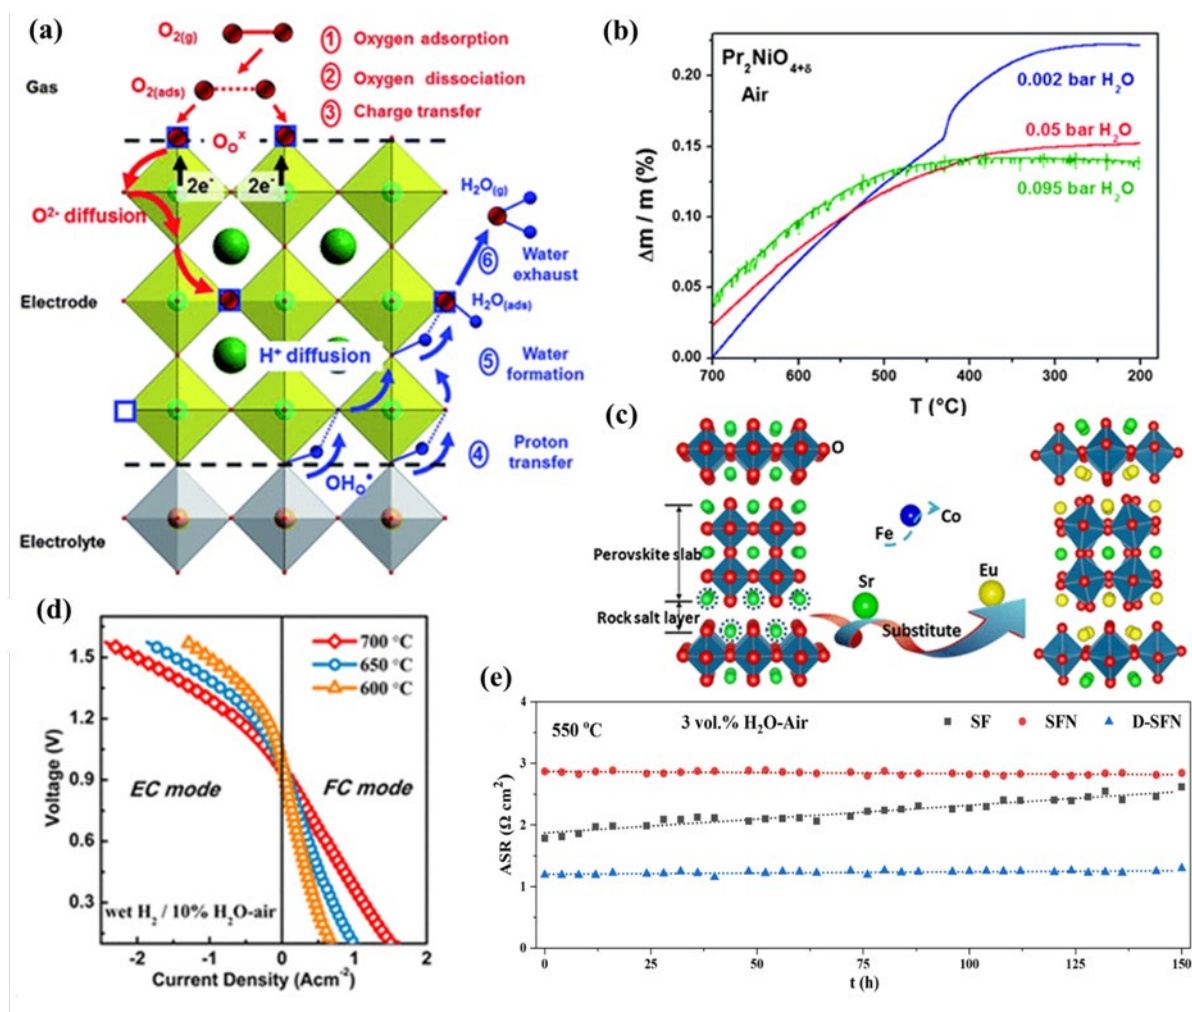 (a)
O2(g)
① Oxygen adsorption
② Oxygen dissociation
③ Charge transfer
Gas
O2(ads)
Oox
2e- 2e-
O2- diffusion
H2O(g)
⑥ Water
exhaust
Electrode
H2O(ads)
H+ diffusion
⑤ Water
formation
④ Proton
transfer
OHO•
Electrolyte
(b)
Pr2NiO4+δ
Air
0.002 bar H2O
0.05 bar H2O
0.095 bar H2O
Δm / m (%)
0.20
0.15
0.10
0.05
0.00
700 600 500 400 300 200
T (°C)
(c)
O
Perovskite slab
Rock salt layer
Fe
Co
Sr
Eu
Substitute
(d)
700 °C
650 °C
600 °C
Voltage (V)
1.5
1.2
0.9
0.6
0.3
EC mode
FC mode
wet H2 / 10% H2O-air
-2 -1 0 1 2
Current Density (Acm-2)
(e)
550 °C
3 vol.% H2O-Air
SF SFN D-SFN
ASR (Ω cm2)
4
3
2
1
0
0 25 50 75 100 125 150
t (h)